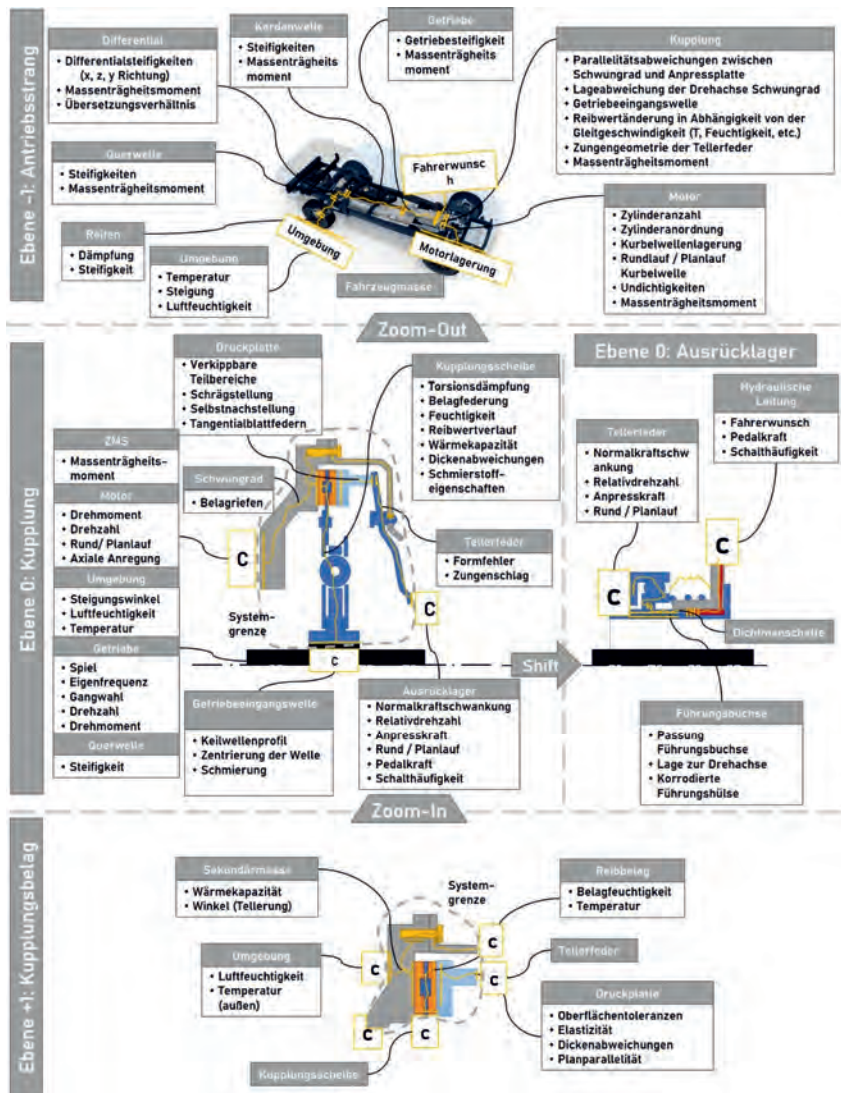 Ebene -1: Antriebsstrang
Differential
• Differentialsteifigkeiten
(x, z, y Richtung)
• Massenträgheitsmoment
• Übersetzungsverhältnis
Kardanwelle
• Steifigkeiten
• Massenträgheits
moment
Getriebe
• Getriebesteifigkeit
• Massenträgheits
moment
Kupplung
• Parallelitätsabweichungen zwischen
Schwungrad und Anpressplatte
• Lageabweichung der Drehachse Schwungrad
• Getriebeeingangswelle
• Reibwertänderung in Abhängigkeit von der
Gleitgeschwindigkeit (T, Feuchtigkeit, etc.)
• Zungengeometrie der Tellerfeder
• Massenträgheitsmoment
Querwelle
• Steifigkeiten
• Massenträgheitsmoment
Fahrerwunsc
h
Reifen
• Dämpfung
• Steifigkeit
Umgebung
• Temperatur
• Steigung
• Luftfeuchtigkeit
Umgebung
Motorlagerung
Fahrzeugmasse
Motor
• Zylinderanzahl
• Zylinderanordnung
• Kurbelwellenlagerung
• Rundlauf / Planlauf
Kurbelwelle
• Undichtigkeiten
• Massenträgheitsmoment
Zoom-Out
Ebene 0: Kupplung
Druckplatte
• Verkippbare
Teilbereiche
• Schrägstellung
• Selbstnachstellung
• Tangentialblattfedern
Kupplungsscheibe
• Torsionsdämpfung
• Belagfederung
• Feuchtigkeit
• Reibwertverlauf
• Wärmekapazität
• Dickenabweichungen
• Schmierstoff-
eigenschaften
ZMS
• Massenträgheits-
moment
Schwungrad
• Belagriefen
Motor
• Drehmoment
• Drehzahl
• Rund/ Planlauf
• Axiale Anregung
C
Tellerfeder
• Formfehler
• Zungenschlag
C
Umgebung
• Steigungswinkel
• Luftfeuchtigkeit
• Temperatur
System-
grenze
Getriebe
• Spiel
• Eigenfrequenz
• Gangwahl
• Drehzahl
• Drehmoment
C
Querwelle
• Steifigkeit
Getriebeeingangswelle
• Keilwellenprofil
• Zentrierung der Welle
• Schmierung
Ausrücklager
• Normalkraftschwankung
• Relativdrehzahl
• Anpresskraft
• Rund / Planlauf
• Pedalkraft
• Schalthäufigkeit
Shift
Ebene 0: Ausrücklager
Hydraulische
Leitung
• Fahrerwunsch
• Pedalkraft
• Schalthäufigkeit
Tellerfeder
• Normalkraftschw
ankung
• Relativdrehzahl
• Anpresskraft
• Rund / Planlauf
C
C
Dichtmanschette
Führungsbuchse
• Passung
Führungsbuchse
• Lage zur Drehachse
• Korrodierte
Führungshülse
Zoom-In
Ebene +1: Kupplungsbelag
Sekundärmasse
• Wärmekapazität
• Winkel (Tellerung)
System-
grenze
Reibbelag
• Belagfeuchtigkeit
• Temperatur
Umgebung
• Luftfeuchtigkeit
• Temperatur
(außen)
C
C
C
Tellerfeder
C
C
C
Druckplatte
• Oberflächentoleranzen
• Elastizität
• Dickenabweichungen
• Planparallelität
Kupplungsscheibe